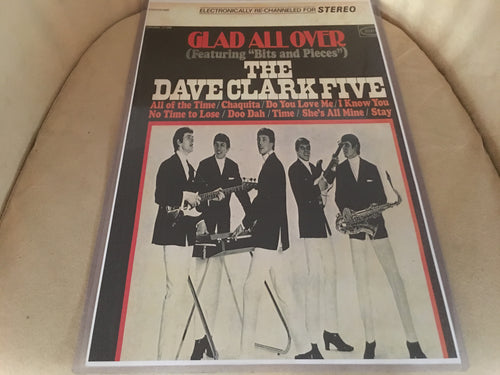 ELECTRONICALLY RE-CHANNELED FOR STEREO
GLAD ALL OVER
(Featuring "Bits and Pieces")
THE
DAVE CLARK FIVE
All of the Time / Chaquita / Do You Love Me / I Know You
No Time to Lose / Doo Dah / Time / She's All Mine / Stay